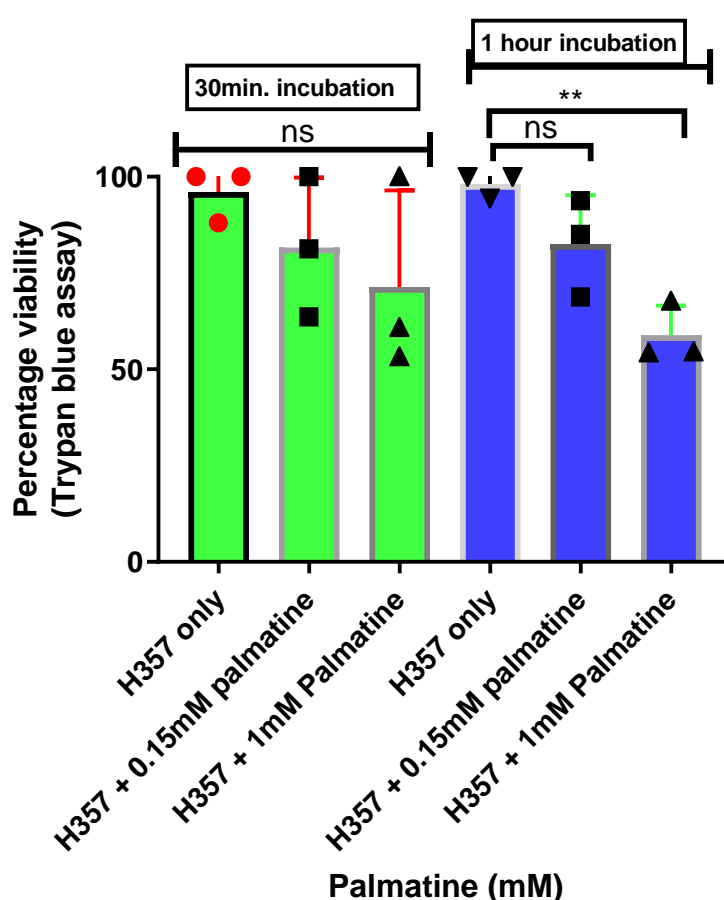 1 hour incubation
30min. incubation
**
ns
ns
100
50
0
Percentage viability
(Trypan blue assay)
H357 only
H357 + 0.15mM palmatine
H357 + 1mM Palmatine
H357 only
H357 + 0.15mM palmatine
H357 + 1mM Palmatine
Palmatine (mM)